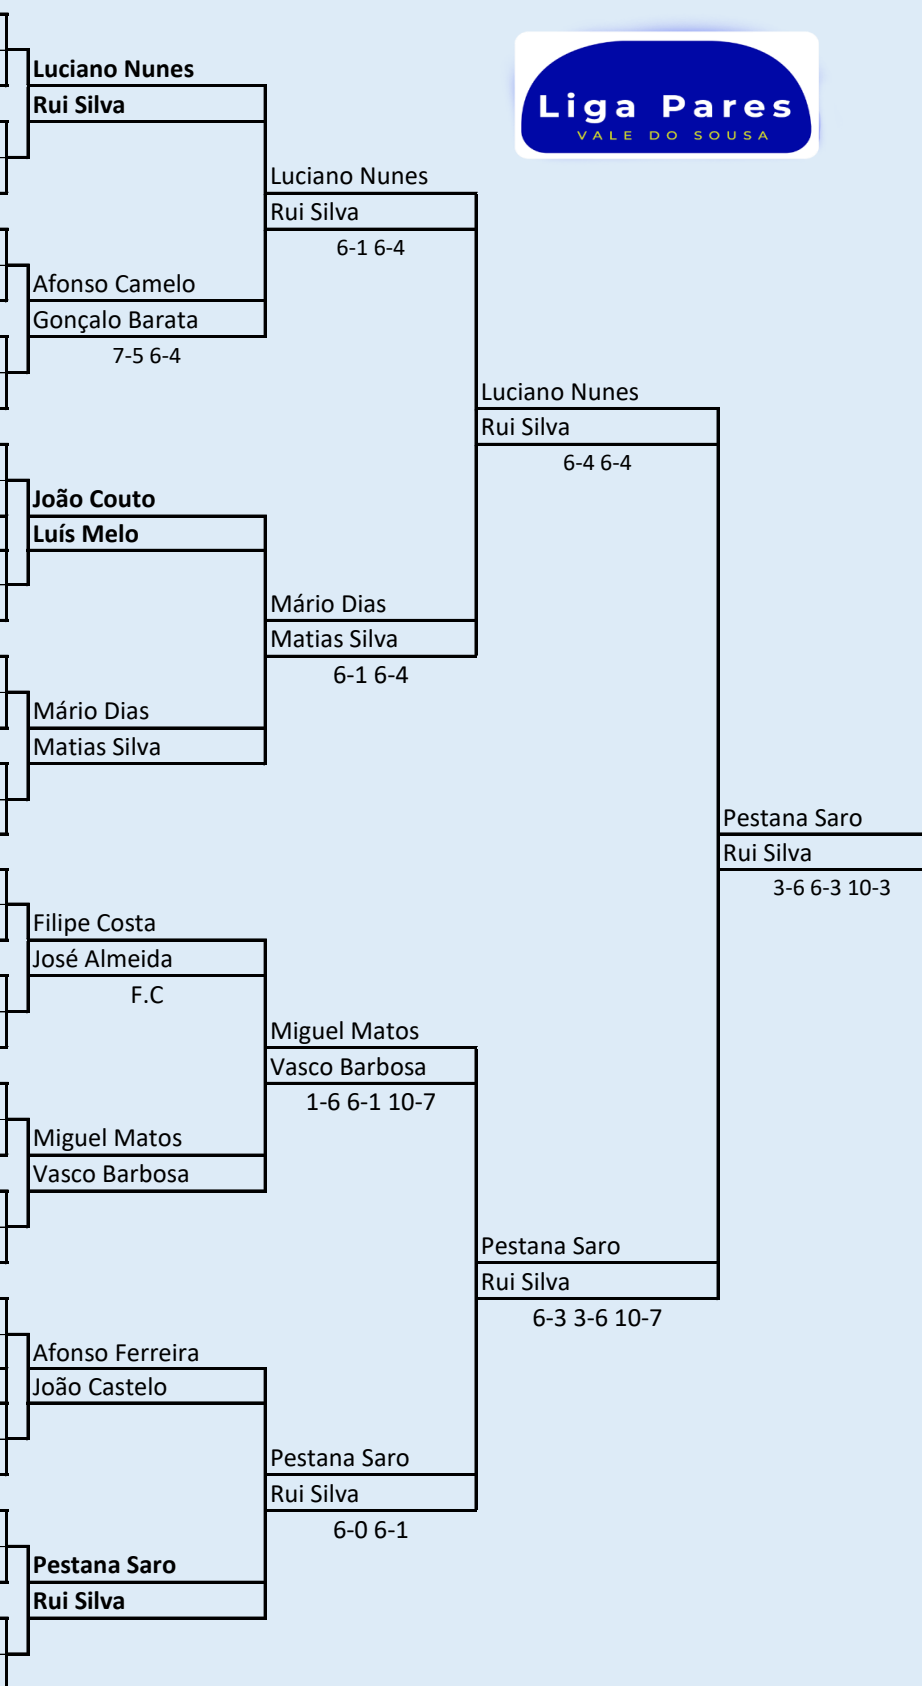 Liga Pares
VALE DO SOUSA
Luciano Nunes
Rui Silva
Luciano Nunes
Rui Silva
6-1 6-4
Afonso Camelo
Gonçalo Barata
7-5 6-4
Luciano Nunes
Rui Silva
6-4 6-4
João Couto
Luís Melo
Mário Dias
Matias Silva
6-1 6-4
Mário Dias
Matias Silva
Pestana Saro
Rui Silva
3-6 6-3 10-3
Filipe Costa
José Almeida
F.C
Miguel Matos
Vasco Barbosa
1-6 6-1 10-7
Miguel Matos
Vasco Barbosa
Pestana Saro
Rui Silva
6-3 3-6 10-7
Afonso Ferreira
João Castelo
Pestana Saro
Rui Silva
6-0 6-1
Pestana Saro
Rui Silva